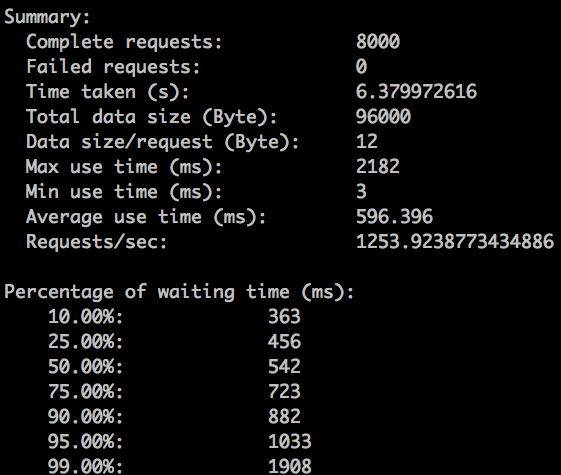 Summary:
Complete requests: 8000
Failed requests: 0
Time taken (s): 6.379972616
Total data size (Byte): 96000
Data size/request (Byte): 12
Max use time (ms): 2182
Min use time (ms): 3
Average use time (ms): 596.396
Requests/sec: 1253.9238773434886
Percentage of waiting time (ms):
10.00%: 363
25.00%: 456
50.00%: 542
75.00%: 723
90.00%: 882
95.00%: 1033
99.00%: 1908